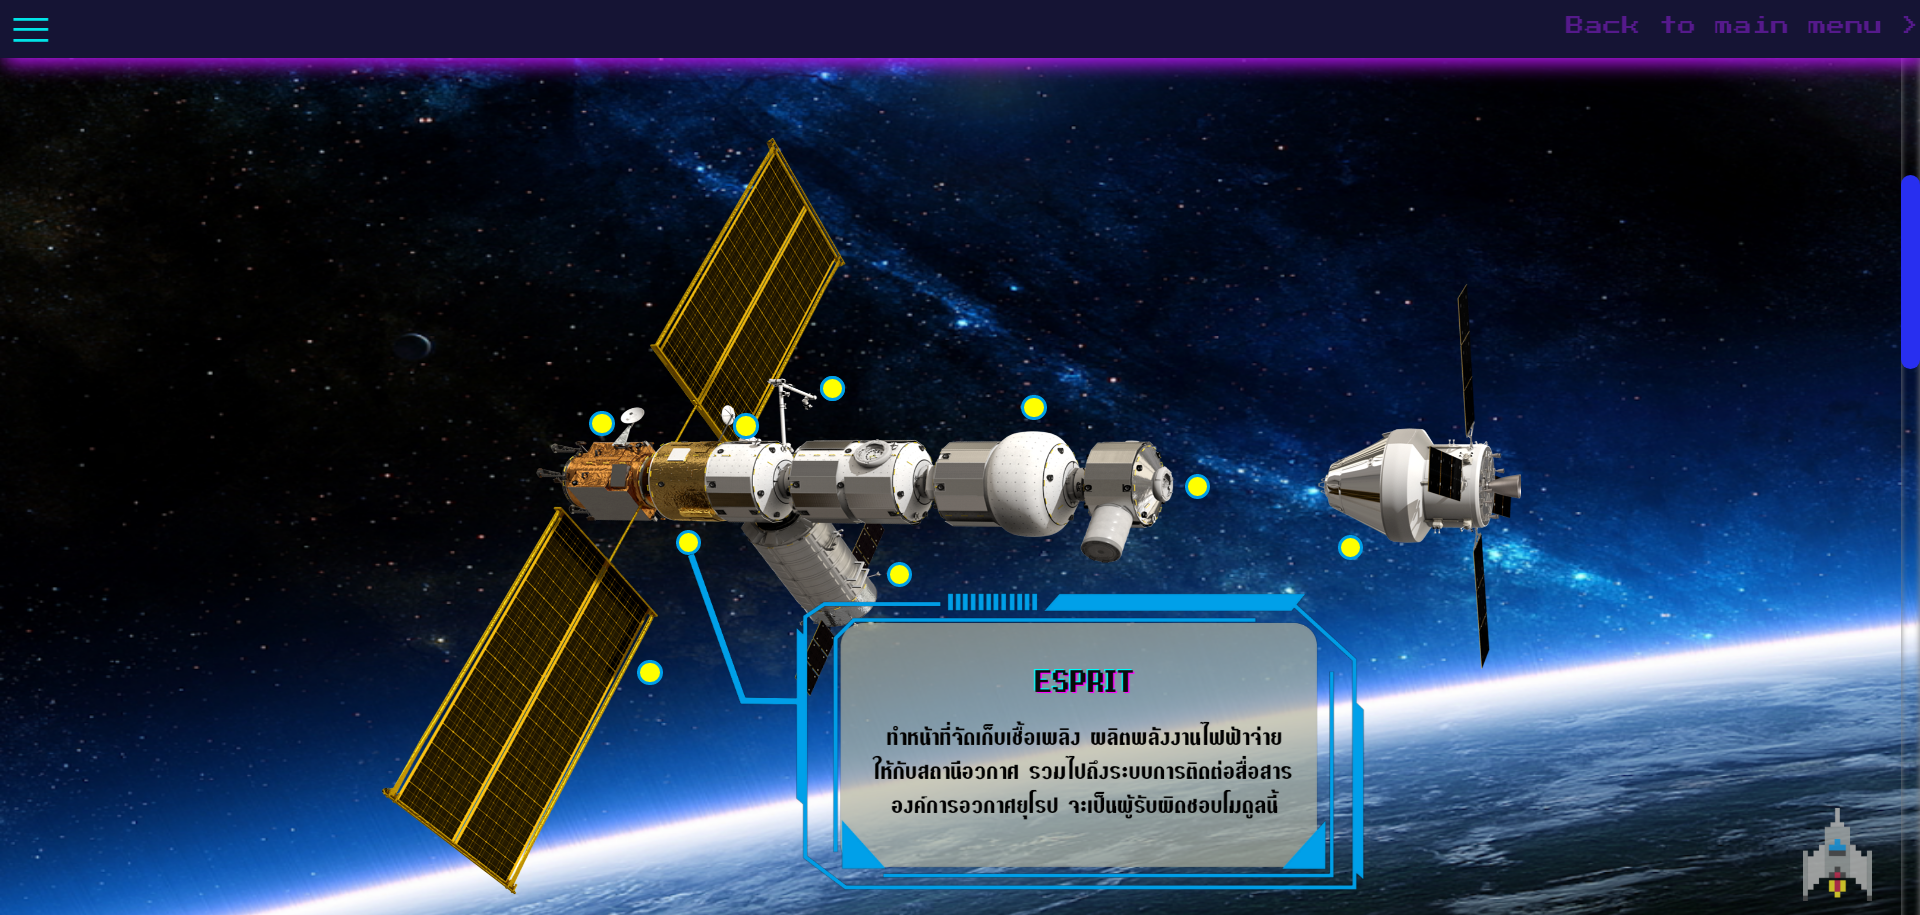 Back to main menu >
ESPRIT
ทำหน้าที่จัดเก็บเชื้อเพลิง ผลิตพลังงานไฟฟ้าจ่าย
ให้กับสถานีอวกาศ รวมไปถึงระบบการติดต่อสื่อสาร
องค์การอวกาศยุโรป จะเป็นผู้รับผิดชอบโมดูลนี้